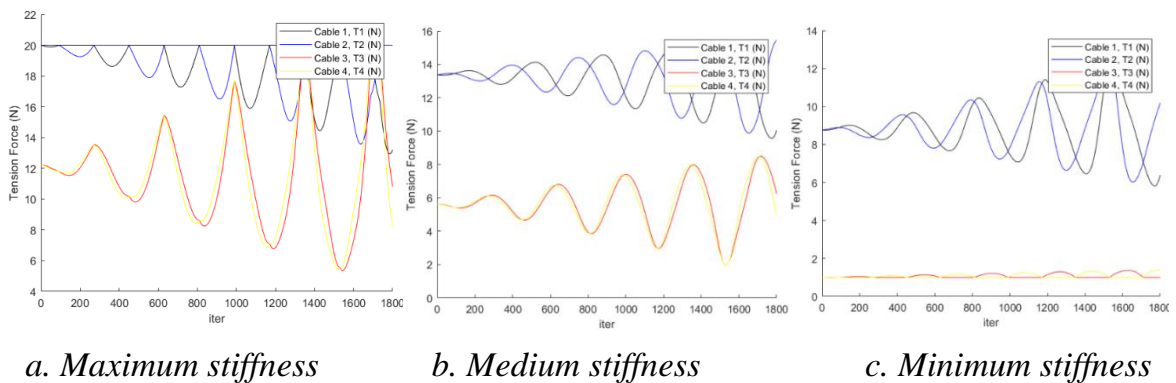 20
18
16
14
12
10
8
6
4
Tension Force (N)
0 200 400 600 800 1000 1200 1400 1600 1800
iter
Cable 1, T1 (N)
Cable 2, T2 (N)
Cable 3, T3 (N)
Cable 4, T4 (N)
16
14
12
10
8
6
4
2
0
Tension Force (N)
0 200 400 600 800 1000 1200 1400 1600 1800
iter
Cable 1, T1 (N)
Cable 2, T2 (N)
Cable 3, T3 (N)
Cable 4, T4 (N)
14
12
10
8
6
4
2
0
Tension Force (N)
0 200 400 600 800 1000 1200 1400 1600 1800
iter
Cable 1, T1 (N)
Cable 2, T2 (N)
Cable 3, T3 (N)
Cable 4, T4 (N)
a. Maximum stiffness b. Medium stiffness c. Minimum stiffness